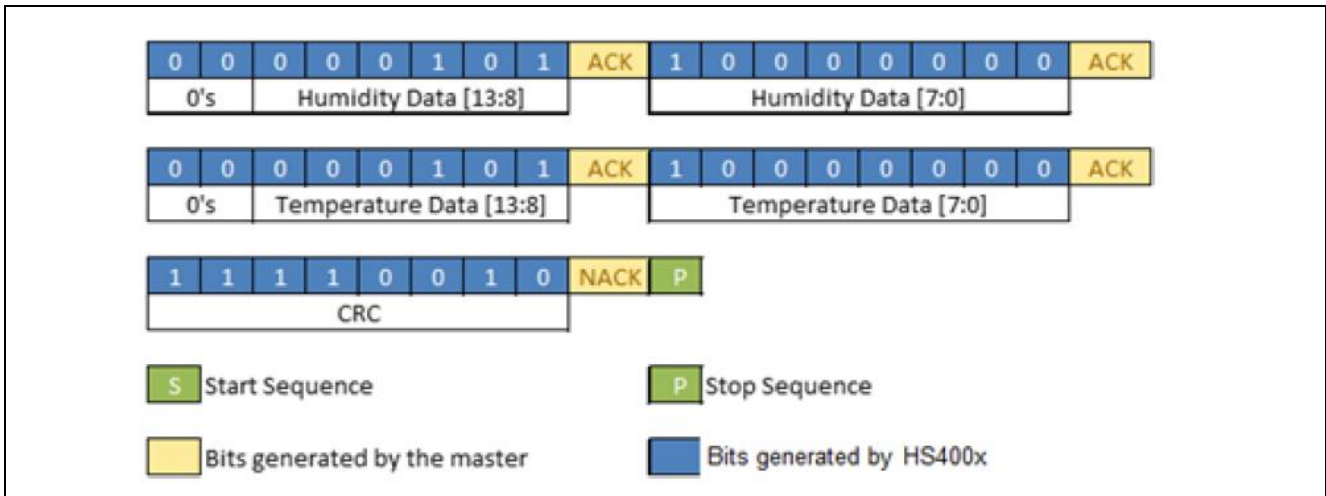 0 0 0 0 0 1 0 1 ACK 1 0 0 0 0 0 0 0 ACK
0's Humidity Data [13:8] Humidity Data [7:0]
0 0 0 0 0 1 0 1 ACK 1 0 0 0 0 0 0 0 ACK
0's Temperature Data [13:8] Temperature Data [7:0]
1 1 1 1 0 0 1 0 NACK P
CRC
S Start Sequence P Stop Sequence
Bits generated by the master Bits generated by HS400x